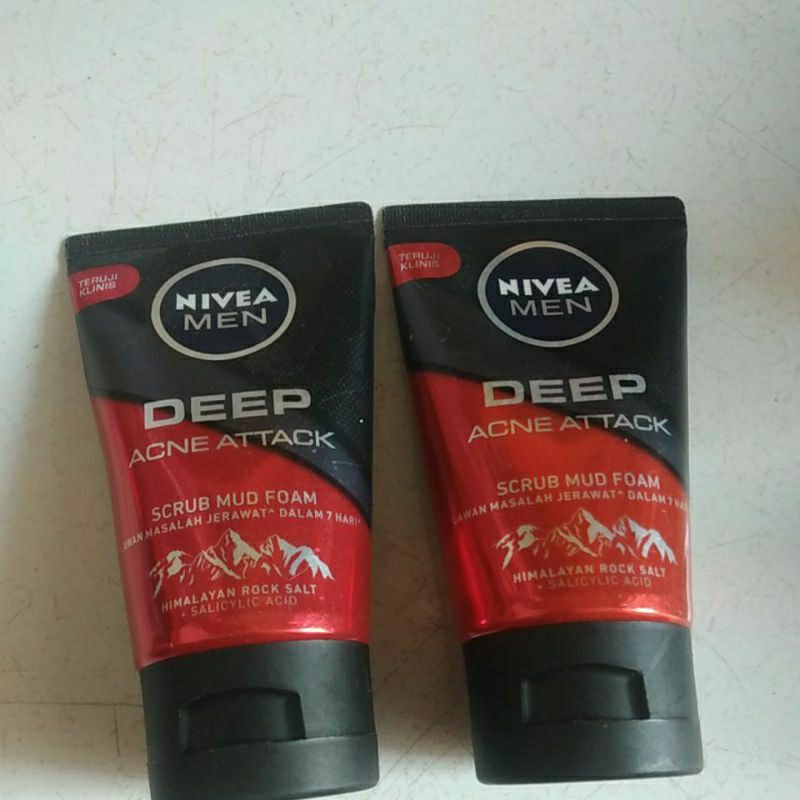 TERUJI
KLINIS
NIVEA
MEN
DEEP
ACNE ATTACK
SCRUB MUD FOAM
MASALAH JERAWAT^ DALAM 7 HARI*
HIMALAYAN ROCK SALT
+ SALICYLIC ACID
TERUJI
KLINIS
NIVEA
MEN
DEEP
ACNE ATTACK
SCRUB MUD FOAM
LAWAN MASALAH JERAWAT^ DALAM 7 HARI
HIMALAYAN ROCK SALT
+ SALICYLIC ACID